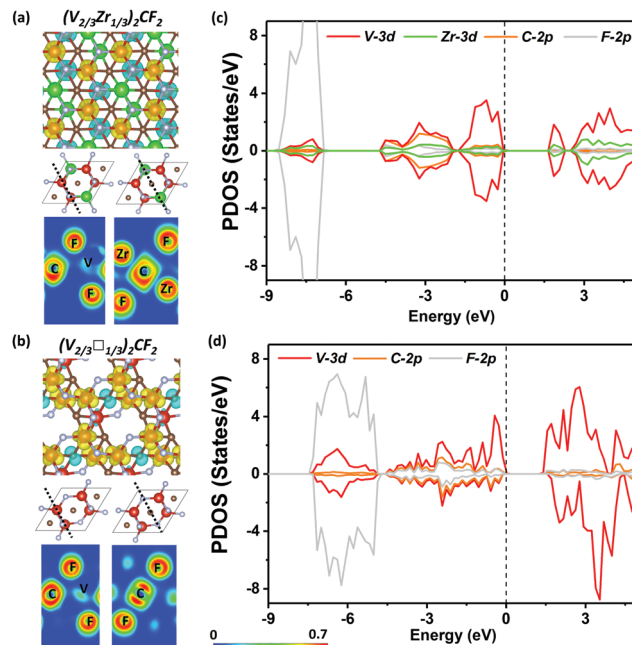 (a)
(V2/3Zr1/3)2CF2
F
C
V
F
Zr
F
C
F
Zr
(b)
(V2/3□1/3)2CF2
F
C
V
F
F
C
F
0
0.7
(c)
V-3d Zr-3d C-2p F-2p
PDOS (States/eV)
8
4
0
-4
-8
-9 -6 -3 0 3
Energy (eV)
(d)
V-3d C-2p F-2p
PDOS (States/eV)
8
4
0
-4
-8
-9 -6 -3 0 3
Energy (eV)